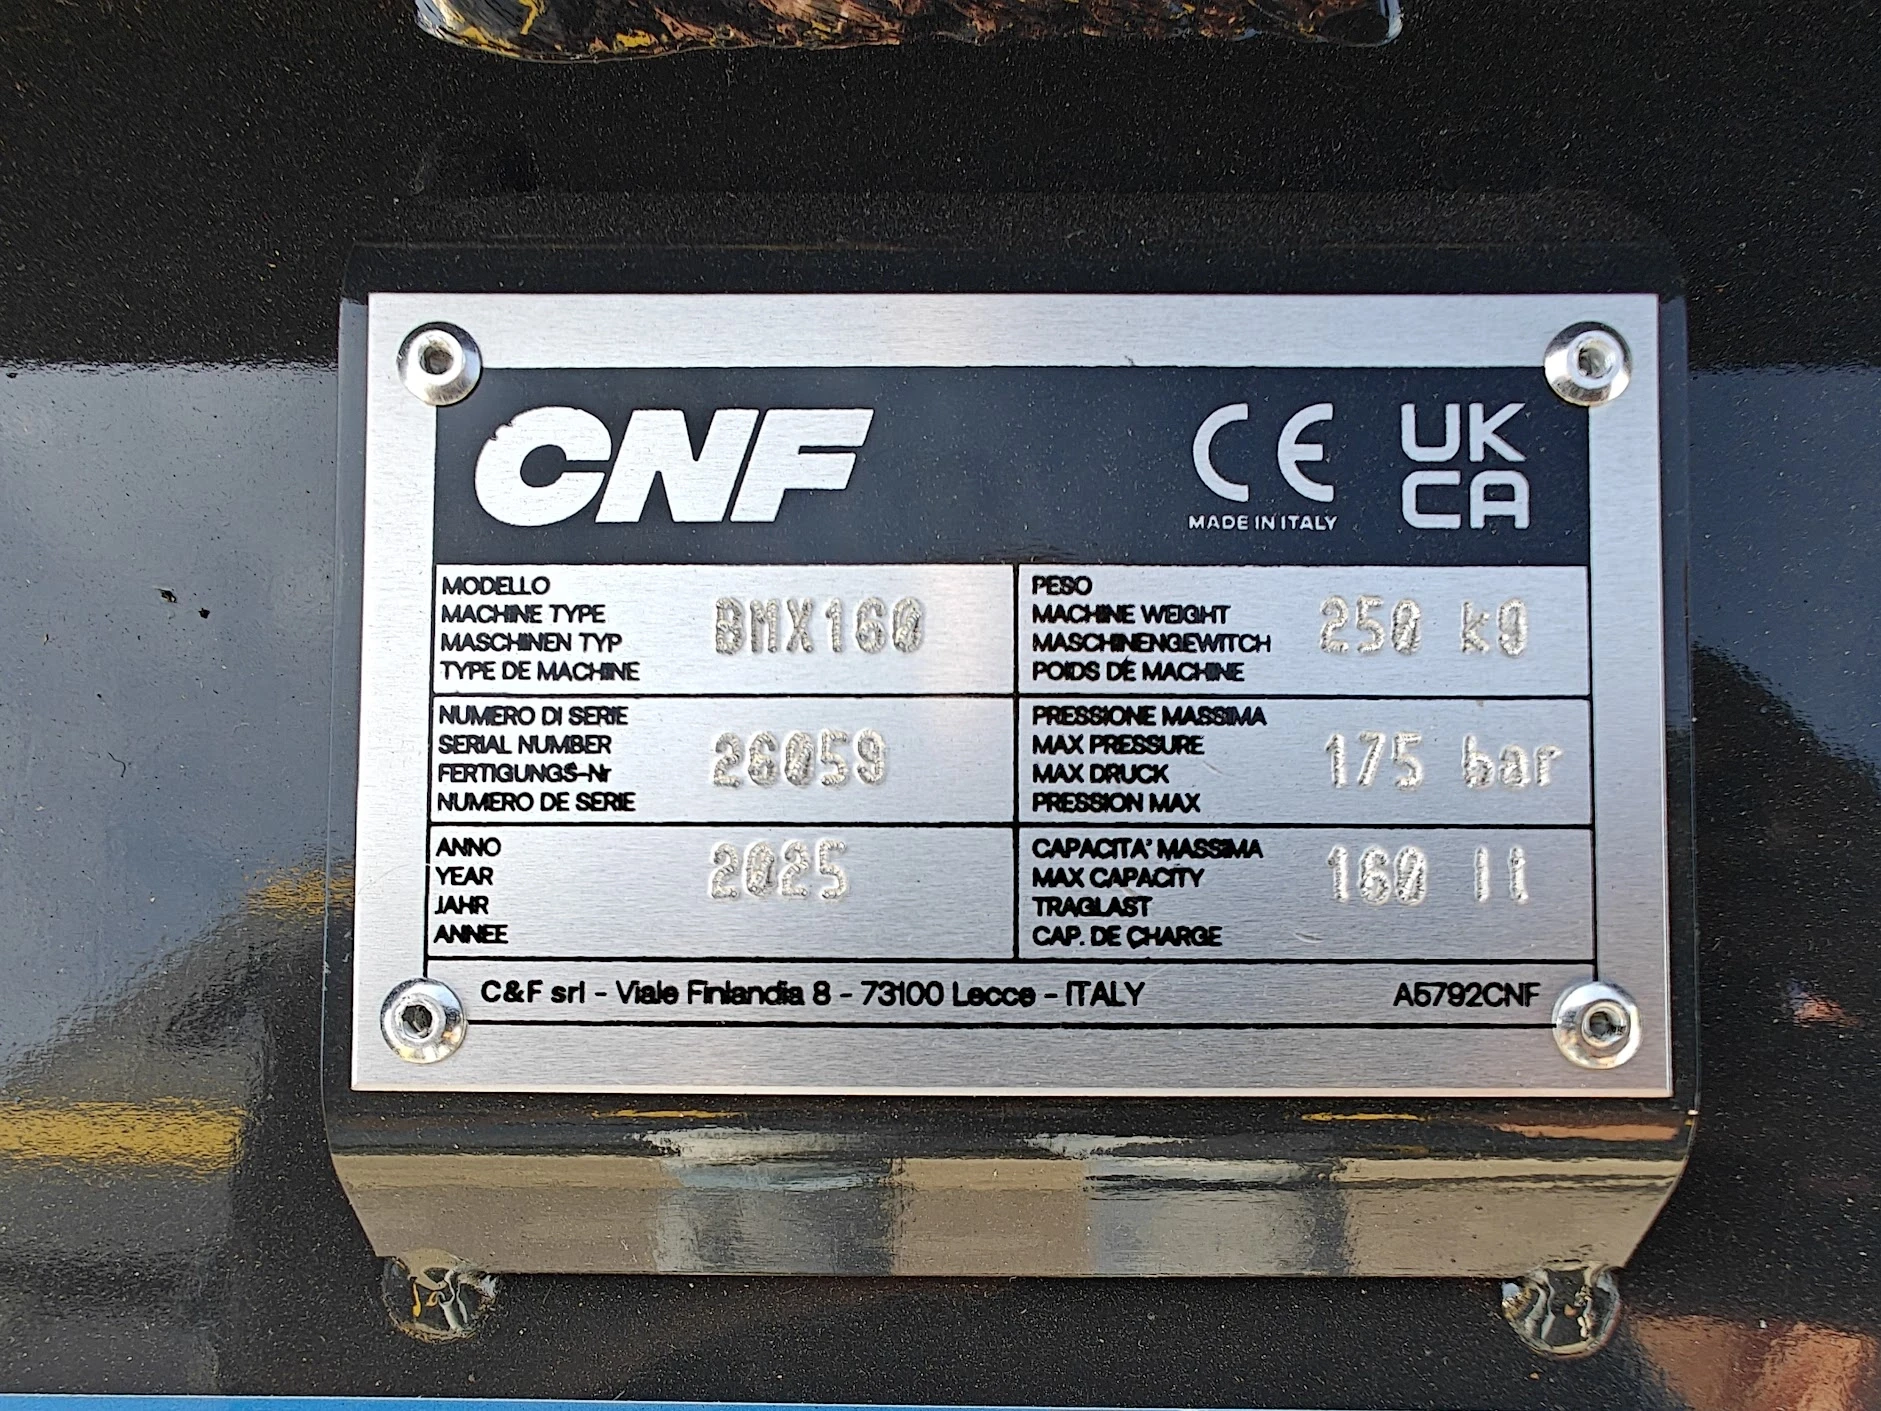 CNF
CE
MADE IN ITALY
UK
CA
MODELLO
MACHINE TYPE
MASCHINEN TYP
TYPE DE MACHINE
BMX160
PESO
MACHINE WEIGHT
MASCHINENGEWITCH
POIDS DE MACHINE
250 kg
NUMERO DI SERIE
SERIAL NUMBER
FERTIGUNGS-Nr
NUMERO DE SERIE
26059
PRESSIONE MASSIMA
MAX PRESSURE
MAX DRUCK
PRESSION MAX
175 bar
ANNO
YEAR
JAHR
ANNEE
2025
CAPACITA' MASSIMA
MAX CAPACITY
TRAGLAST
CAP. DE CHARGE
160 lt
C&F srl - Viale Finlandia 8 - 73100 Lecce - ITALY
A5792CNF